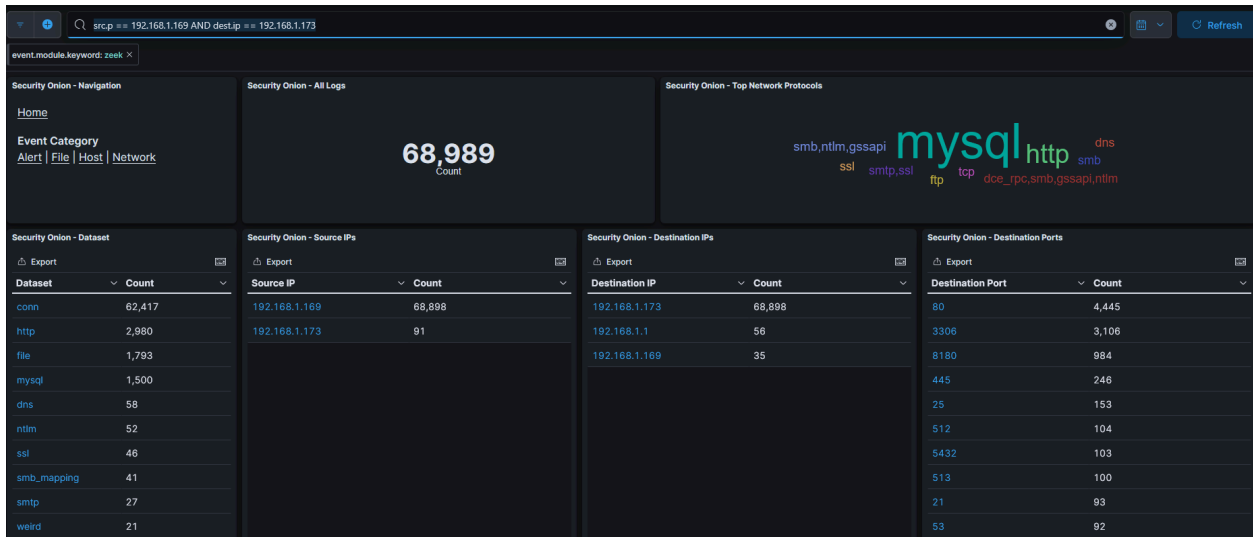 src.p == 192.168.1.169 AND dest.ip == 192.168.1.173
Refresh
event.module.keyword: zeek ×
Security Onion - Navigation
Home
Event Category
Alert | File | Host | Network
Security Onion - All Logs
68,989
Count
Security Onion - Top Network Protocols
smb,ntlm,gssapi mysql http dns
ssl smtp,ssl ftp tcp smb
dce_rpc,smb,gssapi,ntlm
Security Onion - Dataset
Export
Dataset Count
conn 62,417
http 2,980
file 1,793
mysql 1,500
dns 58
ntlm 52
ssl 46
smb_mapping 41
smtp 27
weird 21
Security Onion - Source IPs
Export
Source IP Count
192.168.1.169 68,898
192.168.1.173 91
Security Onion - Destination IPs
Export
Destination IP Count
192.168.1.173 68,898
192.168.1.1 56
192.168.1.169 35
Security Onion - Destination Ports
Export
Destination Port Count
80 4,445
3306 3,106
8180 984
445 246
25 153
512 104
5432 103
513 100
21 93
53 92